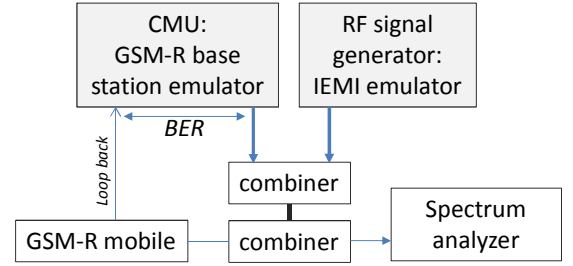 CMU:
GSM-R base
station emulator
RF signal
generator:
IEMI emulator
BER
Loop back
combiner
GSM-R mobile
combiner
Spectrum
analyzer